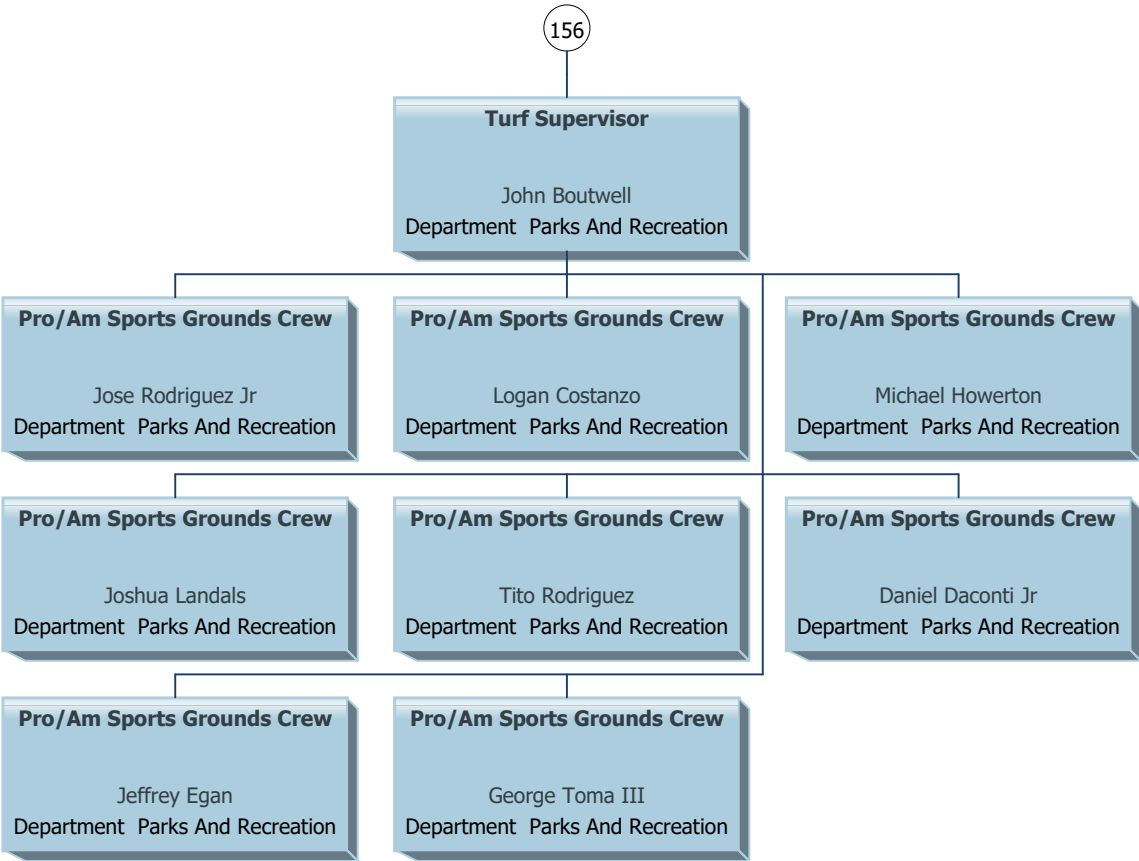 156
Turf Supervisor
John Boutwell
Department Parks And Recreation
Pro/Am Sports Grounds Crew
Jose Rodriguez Jr
Department Parks And Recreation
Pro/Am Sports Grounds Crew
Logan Costanzo
Department Parks And Recreation
Pro/Am Sports Grounds Crew
Michael Howerton
Department Parks And Recreation
Pro/Am Sports Grounds Crew
Joshua Landals
Department Parks And Recreation
Pro/Am Sports Grounds Crew
Tito Rodriguez
Department Parks And Recreation
Pro/Am Sports Grounds Crew
Daniel Daconti Jr
Department Parks And Recreation
Pro/Am Sports Grounds Crew
Jeffrey Egan
Department Parks And Recreation
Pro/Am Sports Grounds Crew
George Toma III
Department Parks And Recreation